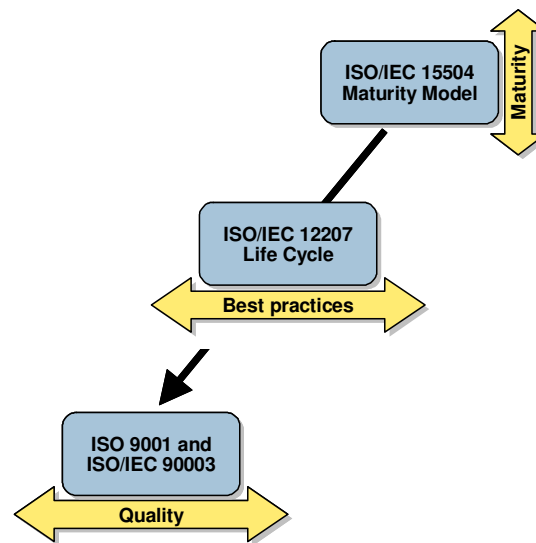 ISO/IEC 15504
Maturity Model
Maturity
ISO/IEC 12207
Life Cycle
Best practices
ISO 9001 and
ISO/IEC 90003
Quality